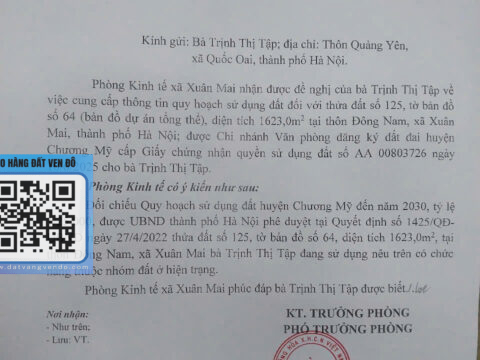 Kính gửi: Bà Trịnh Thị Tập; địa chỉ: Thôn Quảng Yên,
xã Quốc Oai, thành phố Hà Nội.
Phòng Kinh tế xã Xuân Mai nhận được đề nghị của bà Trịnh Thị Tập về
việc cung cấp thông tin quy hoạch sử dụng đất đối với thửa đất số 125, tờ bản đồ
số 64 (bản đồ dự án tổng thể), diện tích 1623,0m², tại thôn Đông Nam, xã Xuân
Mai, thành phố Hà Nội; được Chi nhánh Văn phòng đăng ký đất đai huyện
Chương Mỹ cấp Giấy chứng nhận quyền sử dụng đất số AA 00803726 ngày
025 cho bà Trịnh Thị Tập.
O HÀNG ĐẤT VEN ĐÔ
Phòng Kinh tế có ý kiến như sau:
Đối chiếu Quy hoạch sử dụng đất huyện Chương Mỹ đến năm 2030, tỷ lệ
được UBND thành phố Hà Nội phê duyệt tại Quyết định số 1425/QĐ-
ngày 27/4/2022 thửa đất số 125, tờ bản đồ số 64, diện tích 1623,0m², tại
Đông Nam, xã Xuân Mai bà Trịnh Thị Tập đang sử dụng nêu trên có chức
năng thuộc nhóm đất ở hiện trạng.
www.datvangvendo.com
Phòng Kinh tế xã Xuân Mai phúc đáp bà Trịnh Thị Tập được biết/.
Nơi nhận:
- Như trên;
- Lưu: VT.
KT. TRƯỞNG PHÒNG
PHÓ TRƯỞNG PHÒNG